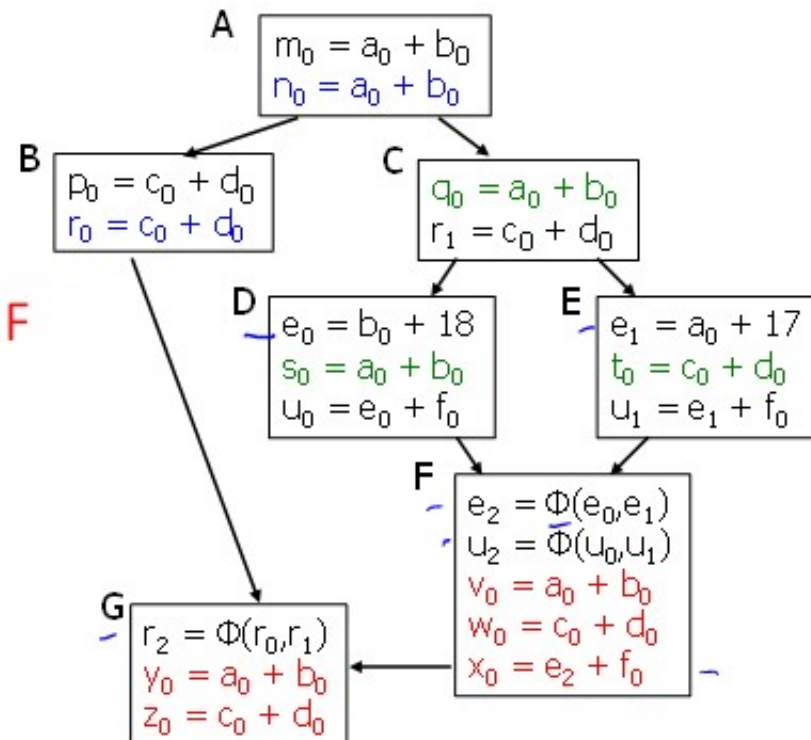 A
m₀ = a₀ + b₀
n₀ = a₀ + b₀
B
p₀ = c₀ + d₀
r₀ = c₀ + d₀
C
q₀ = a₀ + b₀
r₁ = c₀ + d₀
F
D
e₀ = b₀ + 18
s₀ = a₀ + b₀
u₀ = e₀ + f₀
E
e₁ = a₀ + 17
t₀ = c₀ + d₀
u₁ = e₁ + f₀
F
e₂ = Φ(e₀,e₁)
u₂ = Φ(u₀,u₁)
v₀ = a₀ + b₀
w₀ = c₀ + d₀
x₀ = e₂ + f₀
G
r₂ = Φ(r₀,r₁)
y₀ = a₀ + b₀
z₀ = c₀ + d₀